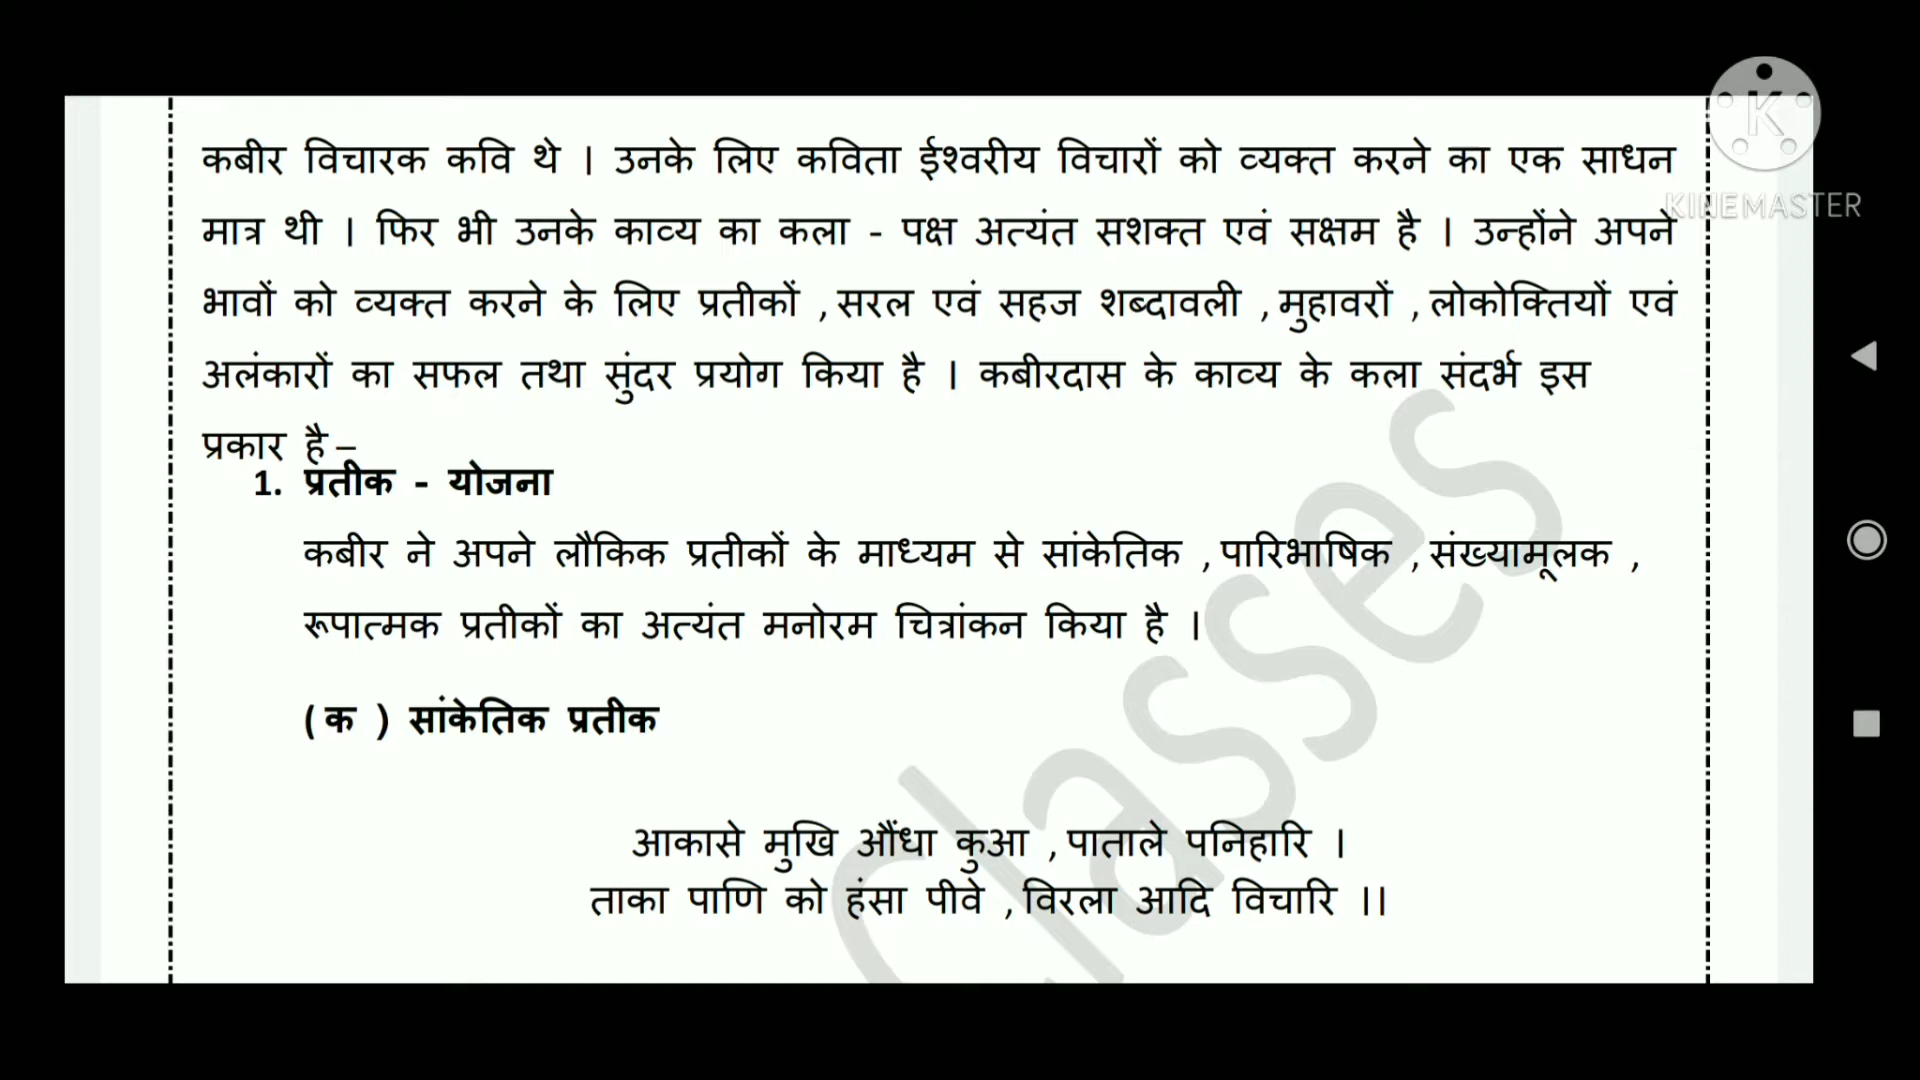 कबीर विचारक कवि थे । उनके लिए कविता ईश्वरीय विचारों को व्यक्त करने का एक साधन
मात्र थी । फिर भी उनके काव्य का कला - पक्ष अत्यंत सशक्त एवं सक्षम है । उन्होंने अपने
भावों को व्यक्त करने के लिए प्रतीकों ,सरल एवं सहज शब्दावली ,मुहावरों ,लोकोक्तियों एवं
अलंकारों का सफल तथा सुंदर प्रयोग किया है । कबीरदास के काव्य के कला संदर्भ इस
प्रकार है –
1. प्रतीक - योजना
कबीर ने अपने लौकिक प्रतीकों के माध्यम से सांकेतिक ,पारिभाषिक ,संख्यामूलक ,
रूपात्मक प्रतीकों का अत्यंत मनोरम चित्रांकन किया है ।
( क ) सांकेतिक प्रतीक
आकासे मुखि औंधा कुआ ,पाताले पनिहारि ।
ताका पाणि को हंसा पीवे ,विरला आदि विचारि ।।
Classes
K
KINEMASTER